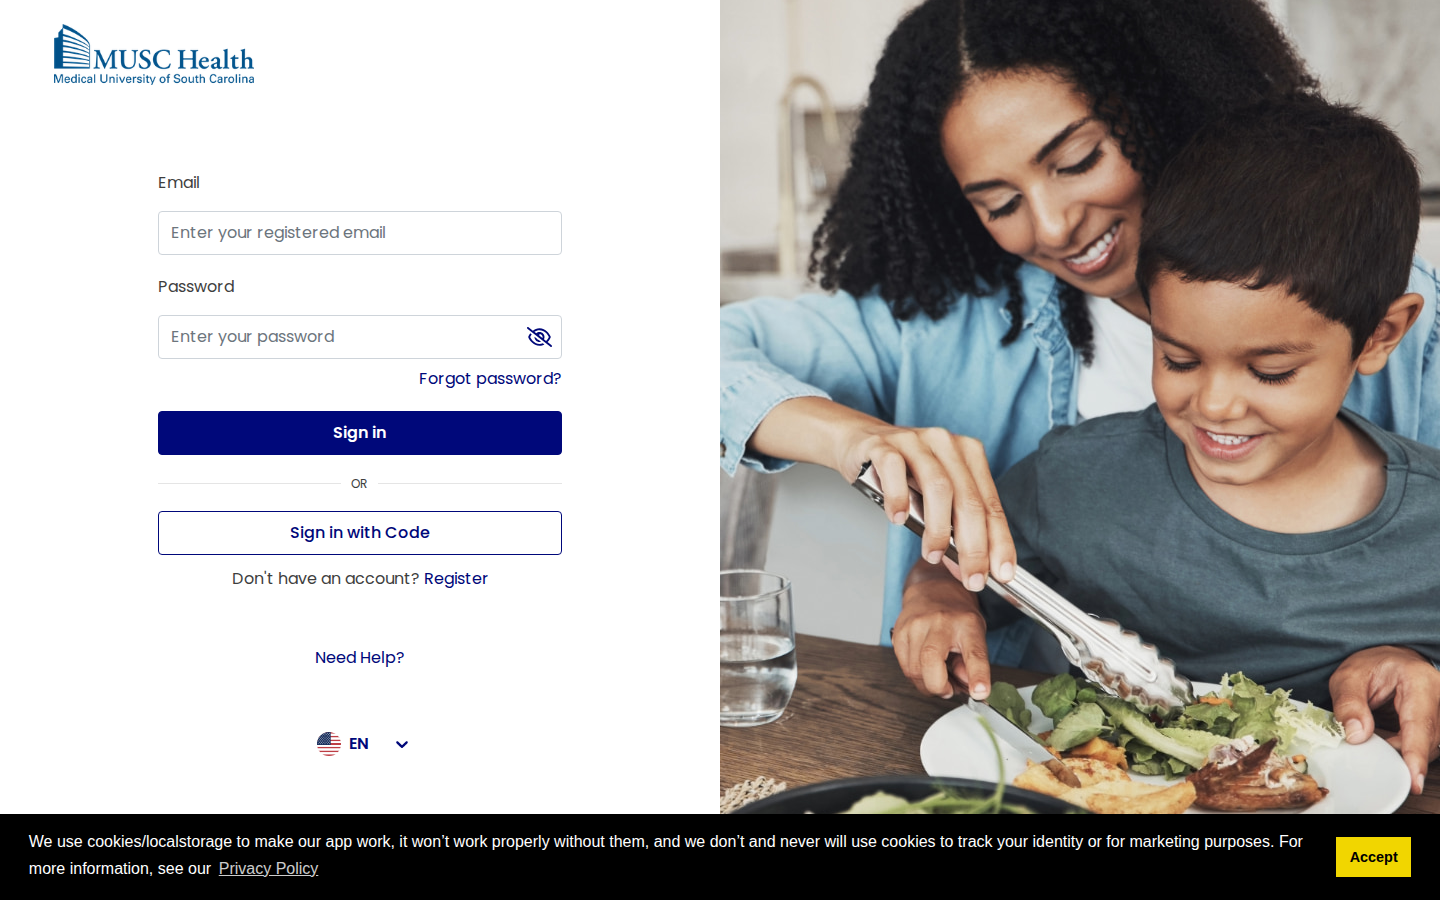 MUSC Health
Medical University of South Carolina
Email
Enter your registered email
Password
Enter your password
Forgot password?
Sign in
OR
Sign in with Code
Don't have an account? Register
Need Help?
EN
We use cookies/localstorage to make our app work, it won’t work properly without them, and we don’t and never will use cookies to track your identity or for marketing purposes. For
more information, see our Privacy Policy
Accept